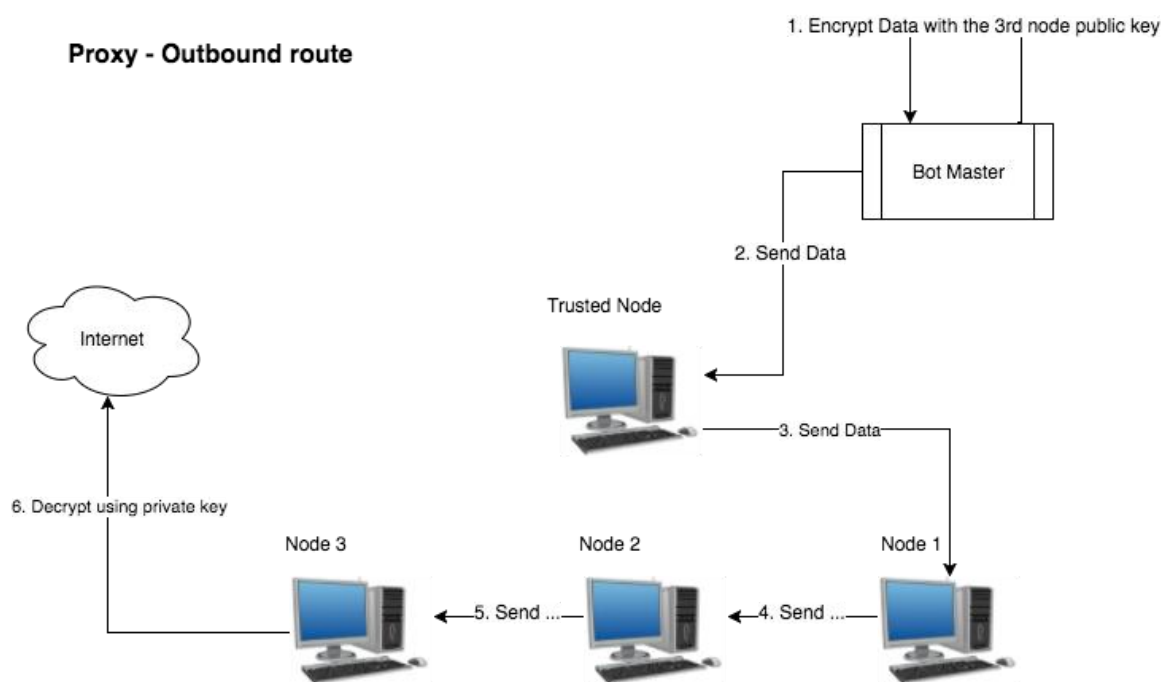 Proxy - Outbound route
1. Encrypt Data with the 3rd node public key
Bot Master
2. Send Data
Trusted Node
Internet
3. Send Data
6. Decrypt using private key
Node 3
Node 2
Node 1
5. Send ...
4. Send ...